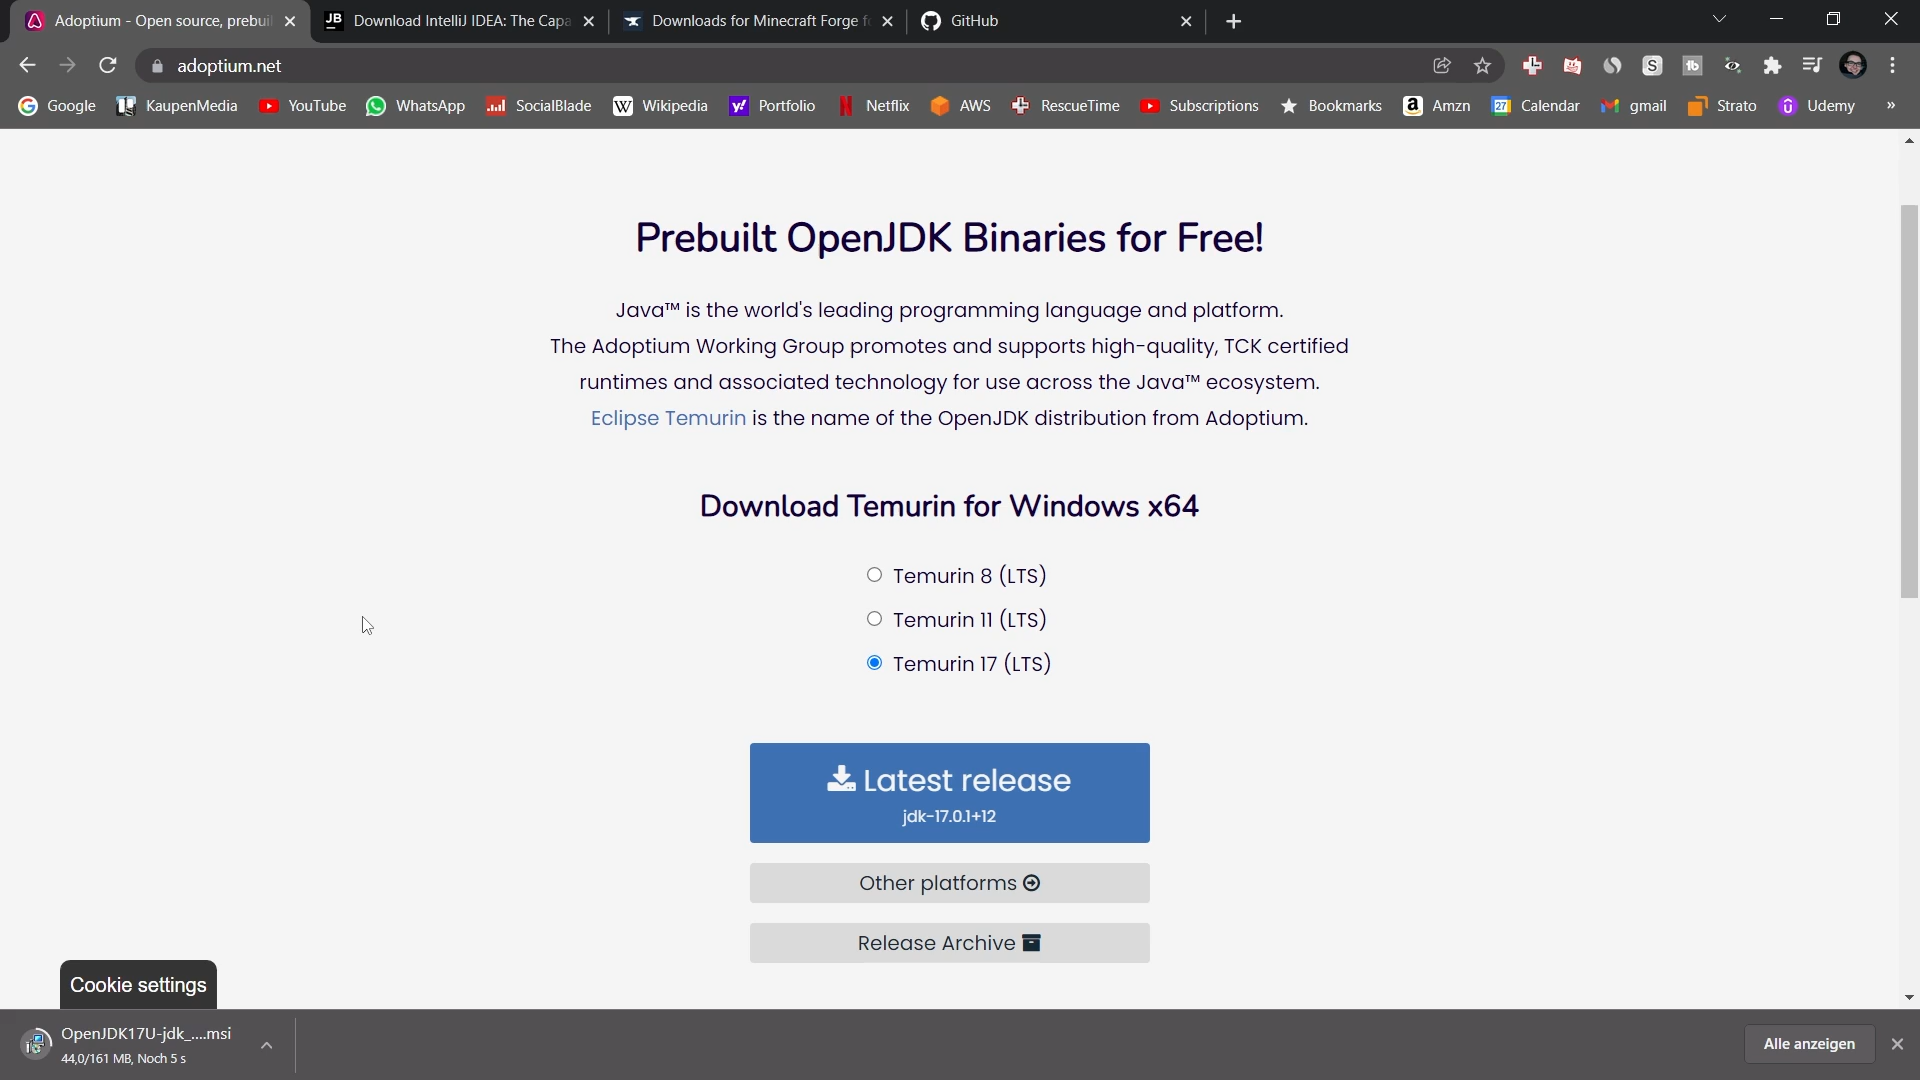 Adoptium - Open source, prebuil
Download IntelliJ IDEA: The Capa
Downloads for Minecraft Forge f
GitHub
adoptium.net
Google
KaupenMedia
YouTube
WhatsApp
SocialBlade
Wikipedia
Portfolio
Netflix
AWS
RescueTime
Subscriptions
Bookmarks
Amzn
Calendar
gmail
Strato
Udemy
»
Prebuilt OpenJDK Binaries for Free!
Java™ is the world's leading programming language and platform.
The Adoptium Working Group promotes and supports high-quality, TCK certified
runtimes and associated technology for use across the Java™ ecosystem.
Eclipse Temurin is the name of the OpenJDK distribution from Adoptium.
Download Temurin for Windows x64
Temurin 8 (LTS)
Temurin 11 (LTS)
Temurin 17 (LTS)
Latest release
jdk-17.0.1+12
Other platforms
Release Archive
Cookie settings
OpenJDK17U-jdk_....msi
44,0/161 MB, Noch 5 s
Alle anzeigen